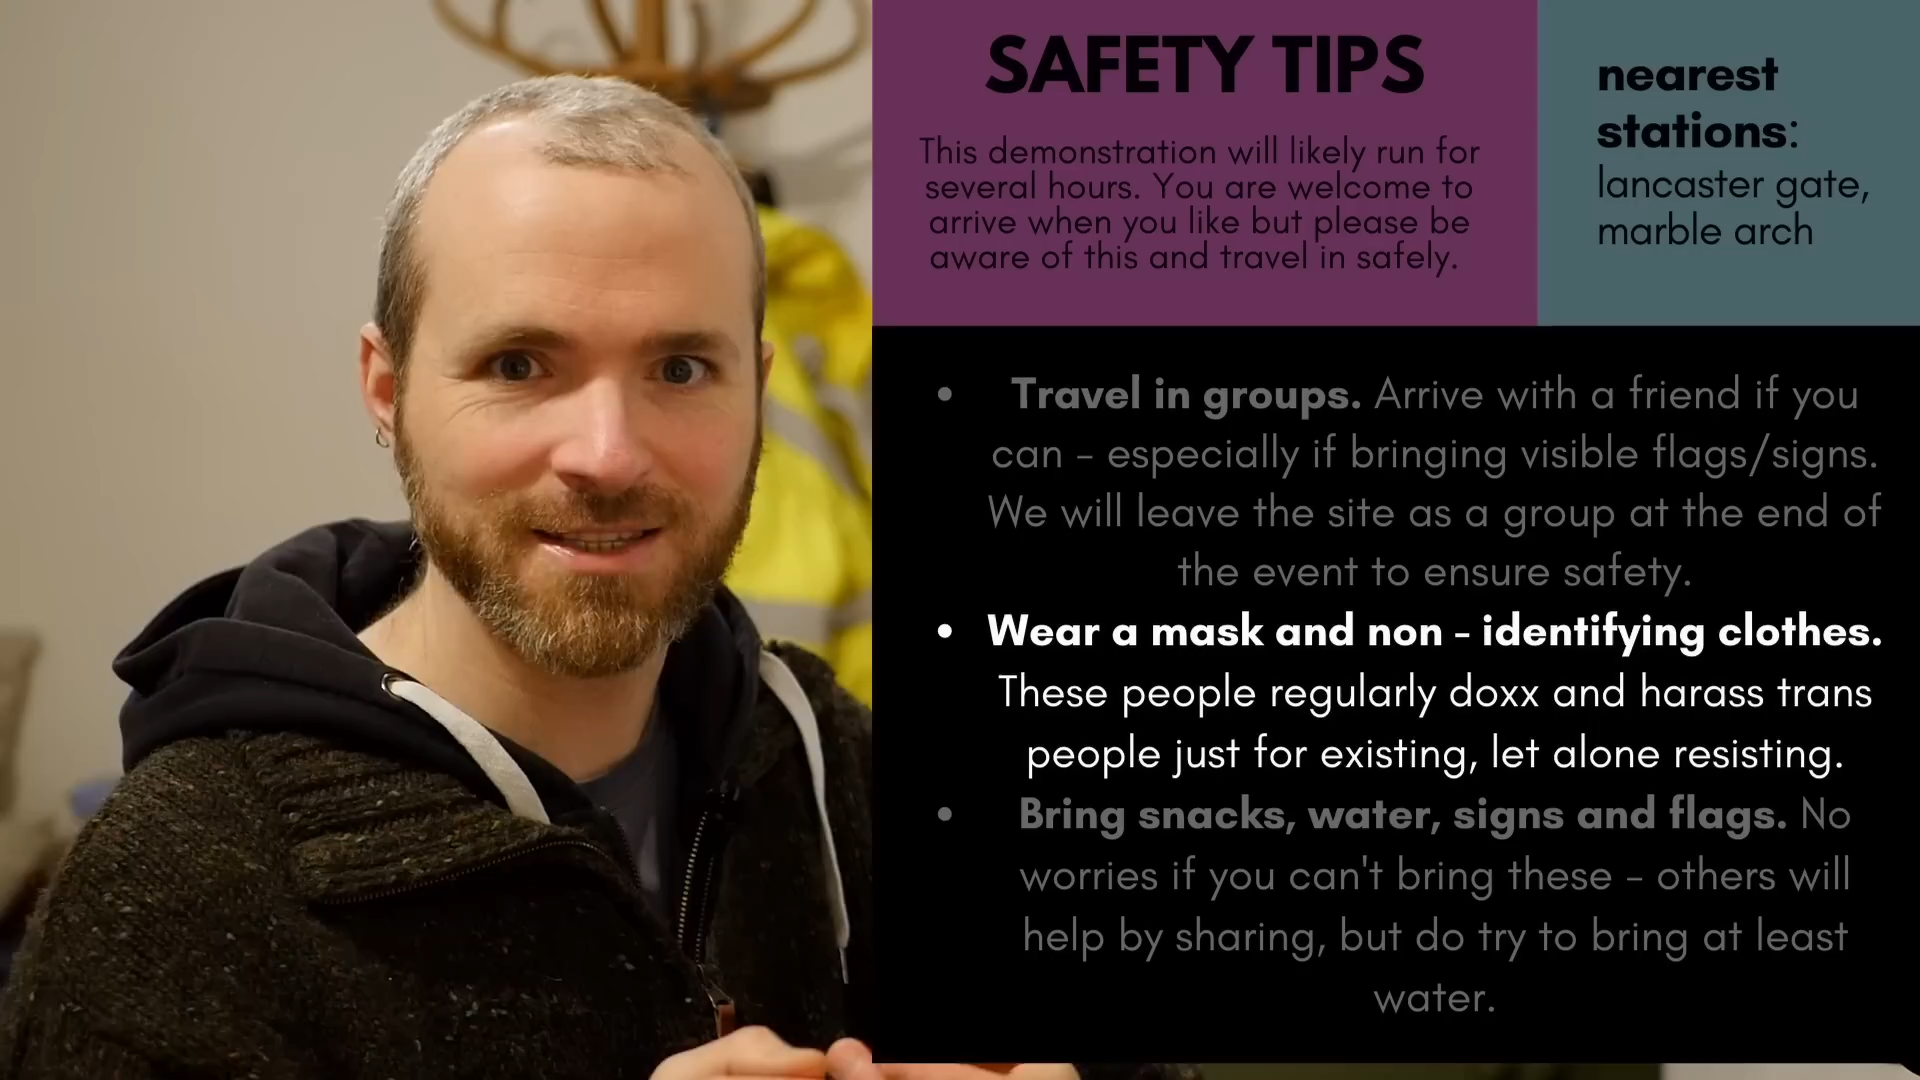 SAFETY TIPS
This demonstration will likely run for
several hours. You are welcome to
arrive when you like but please be
aware of this and travel in safely.
nearest
stations:
lancaster gate,
marble arch
• Travel in groups. Arrive with a friend if you
can - especially if bringing visible flags/signs.
We will leave the site as a group at the end of
the event to ensure safety.
• Wear a mask and non - identifying clothes.
These people regularly doxx and harass trans
people just for existing, let alone resisting.
• Bring snacks, water, signs and flags. No
worries if you can't bring these - others will
help by sharing, but do try to bring at least
water.